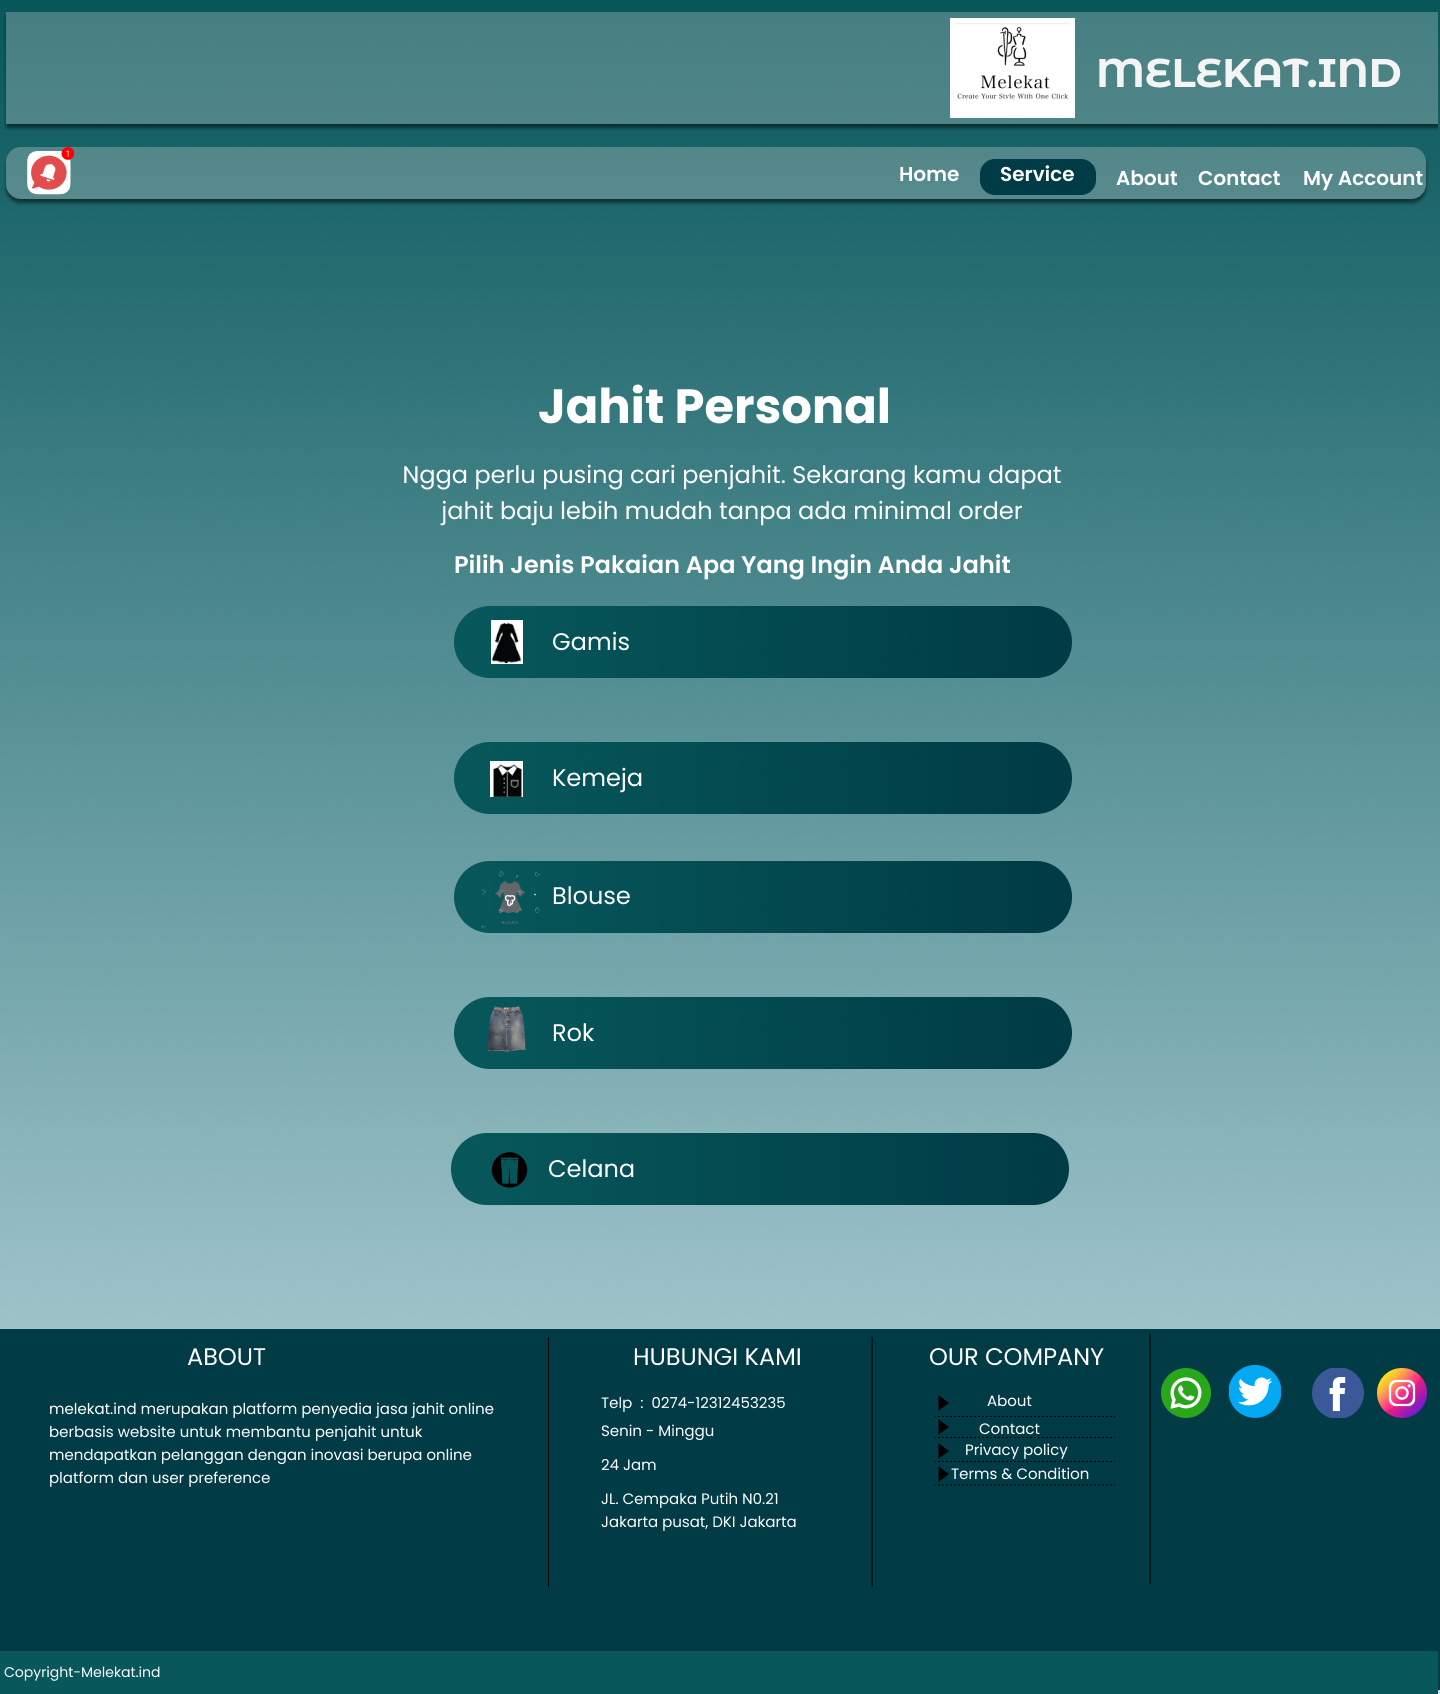 Melekat
Create Your Style With One Click
MELEKAT.IND
1
Home
Service
About
Contact
My Account
Jahit Personal
Ngga perlu pusing cari penjahit. Sekarang kamu dapat
jahit baju lebih mudah tanpa ada minimal order
Pilih Jenis Pakaian Apa Yang Ingin Anda Jahit
Gamis
Kemeja
Blouse
Rok
Celana
ABOUT
melekat.ind merupakan platform penyedia jasa jahit online
berbasis website untuk membantu penjahit untuk
mendapatkan pelanggan dengan inovasi berupa online
platform dan user preference
HUBUNGI KAMI
Telp : 0274-12312453235
Senin - Minggu
24 Jam
JL. Cempaka Putih N0.21
Jakarta pusat, DKI Jakarta
OUR COMPANY
About
Contact
Privacy policy
Terms & Condition
Copyright-Melekat.ind